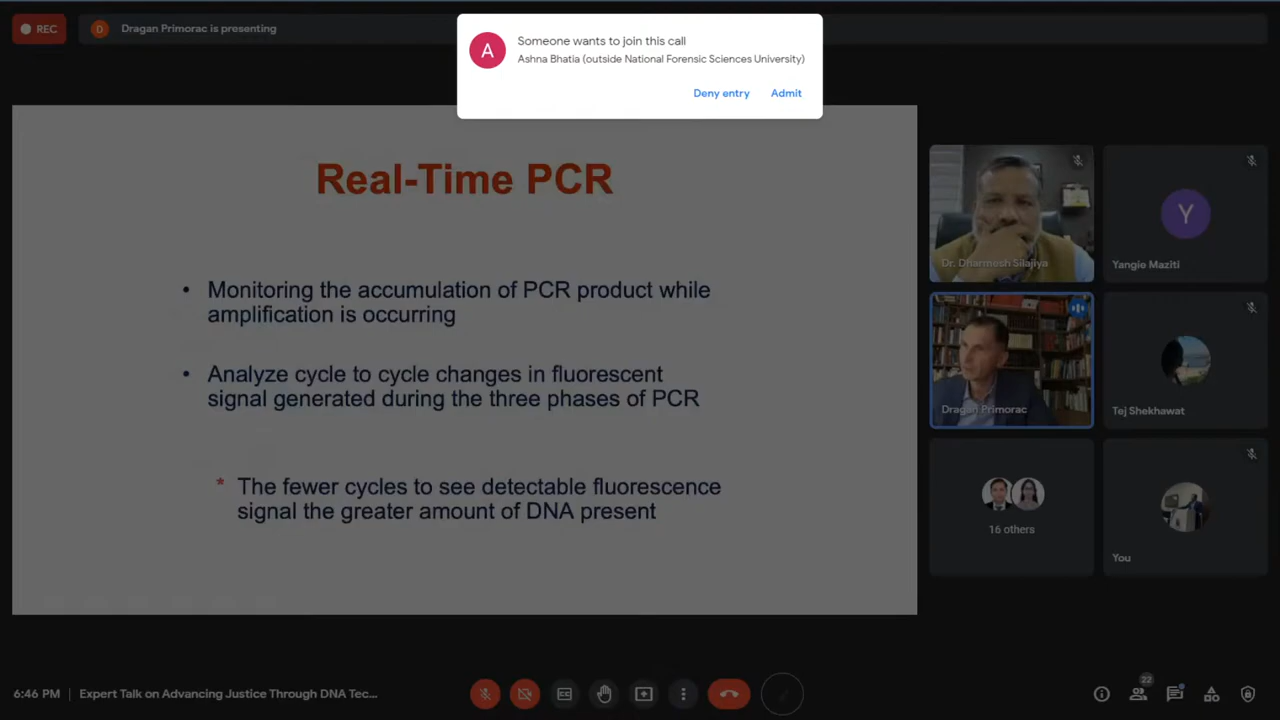 REC
D
Dragan Primorac is presenting
A
Someone wants to join this call
Ashna Bhatia (outside National Forensic Sciences University)
Deny entry
Admit
Real-Time PCR
• Monitoring the accumulation of PCR product while
amplification is occurring
• Analyze cycle to cycle changes in fluorescent
signal generated during the three phases of PCR
* The fewer cycles to see detectable fluorescence
signal the greater amount of DNA present
Dr. Dharmesh Silajiya
Y
Yangie Maziti
Dragan Primorac
Tej Shekhawat
16 others
You
6:46 PM | Expert Talk on Advancing Justice Through DNA Tec...
CC
22